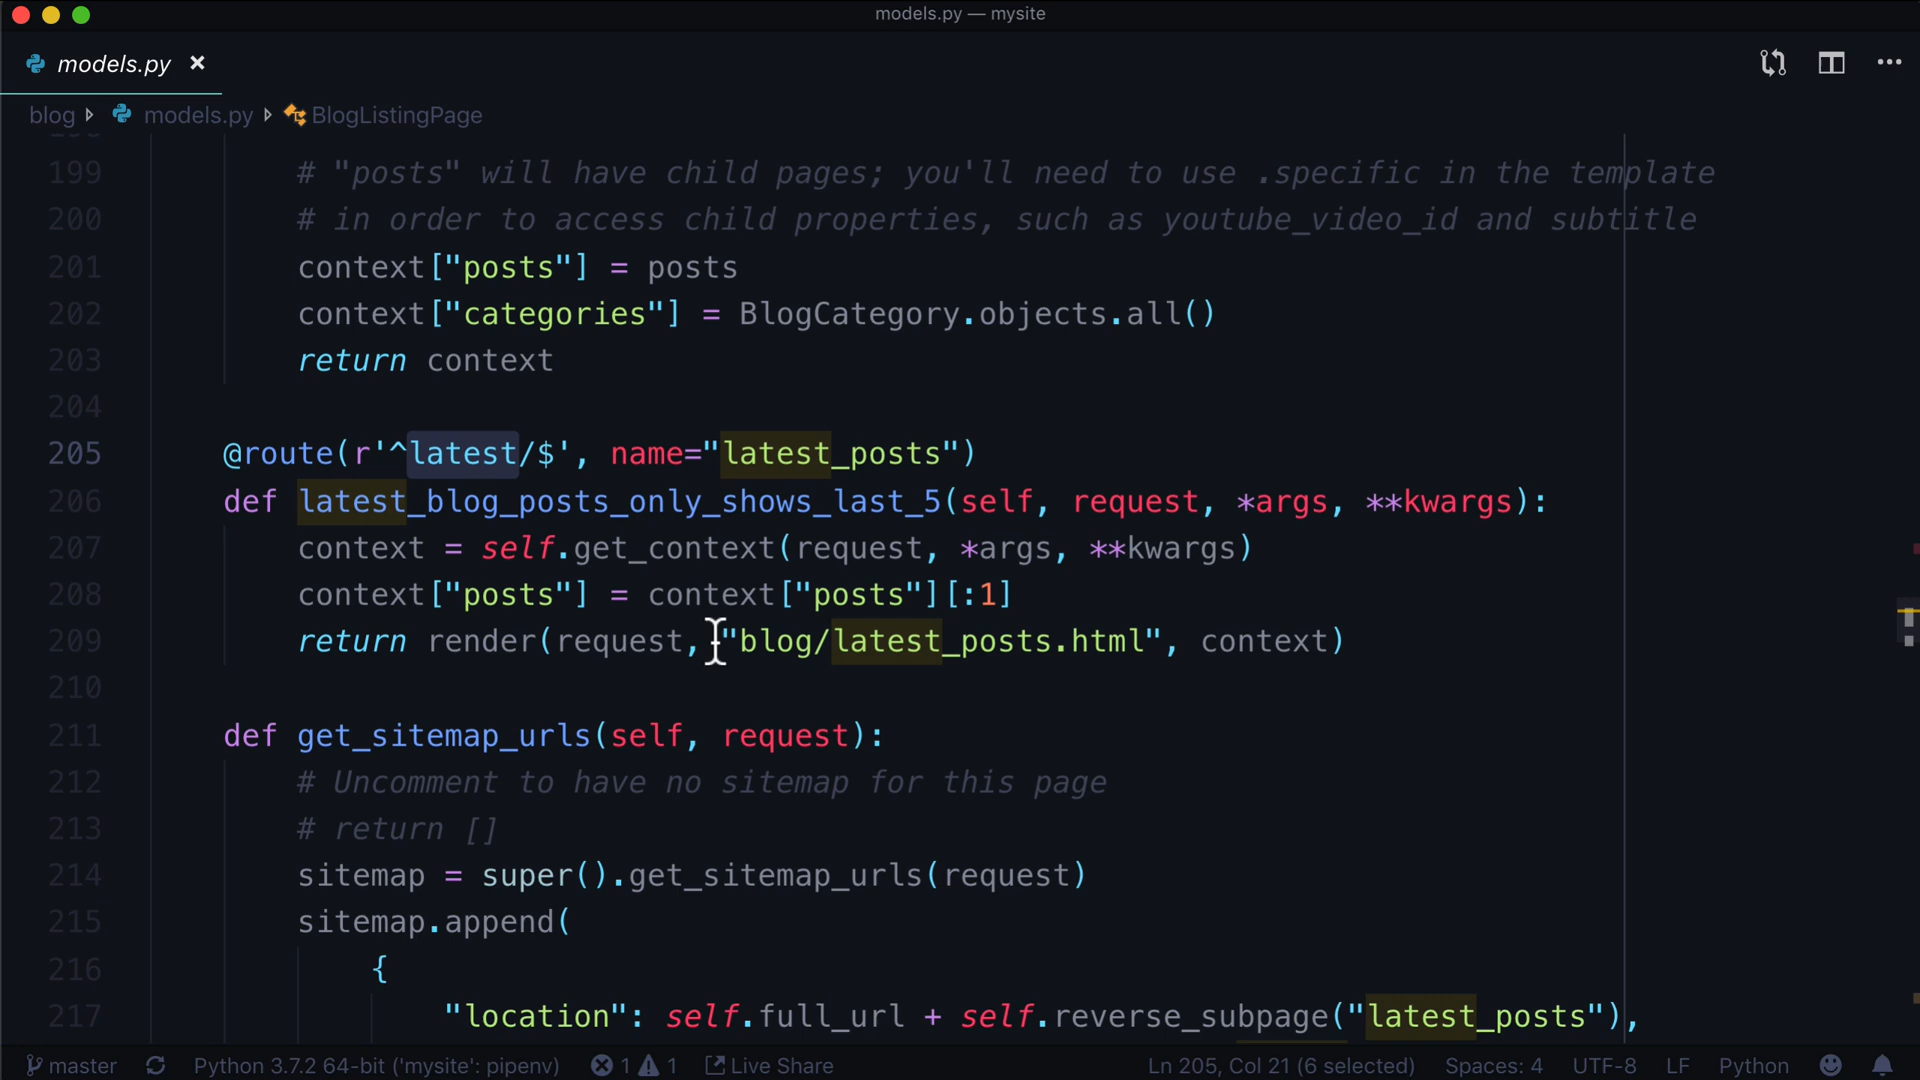 models.py — mysite
models.py ×
blog models.py BlogListingPage
199 # "posts" will have child pages; you'll need to use .specific in the template
200 # in order to access child properties, such as youtube_video_id and subtitle
201 context["posts"] = posts
202 context["categories"] = BlogCategory.objects.all()
203 return context
204
205 @route(r'^latest/$', name="latest_posts")
206 def latest_blog_posts_only_shows_last_5(self, request, *args, **kwargs):
207 context = self.get_context(request, *args, **kwargs)
208 context["posts"] = context["posts"][:1]
209 return render(request, "blog/latest_posts.html", context)
210
211 def get_sitemap_urls(self, request):
212 # Uncomment to have no sitemap for this page
213 # return []
214 sitemap = super().get_sitemap_urls(request)
215 sitemap.append(
216 {
217 "location": self.full_url + self.reverse_subpage("latest_posts"),
master Python 3.7.2 64-bit ('mysite': pipenv) 1 1 Live Share Ln 205, Col 21 (6 selected) Spaces: 4 UTF-8 LF Python